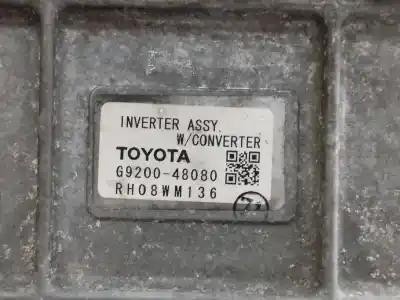 INVERTER ASSY.
W/CONVERTER
TOYOTA
G9200-48080
RH08WM136